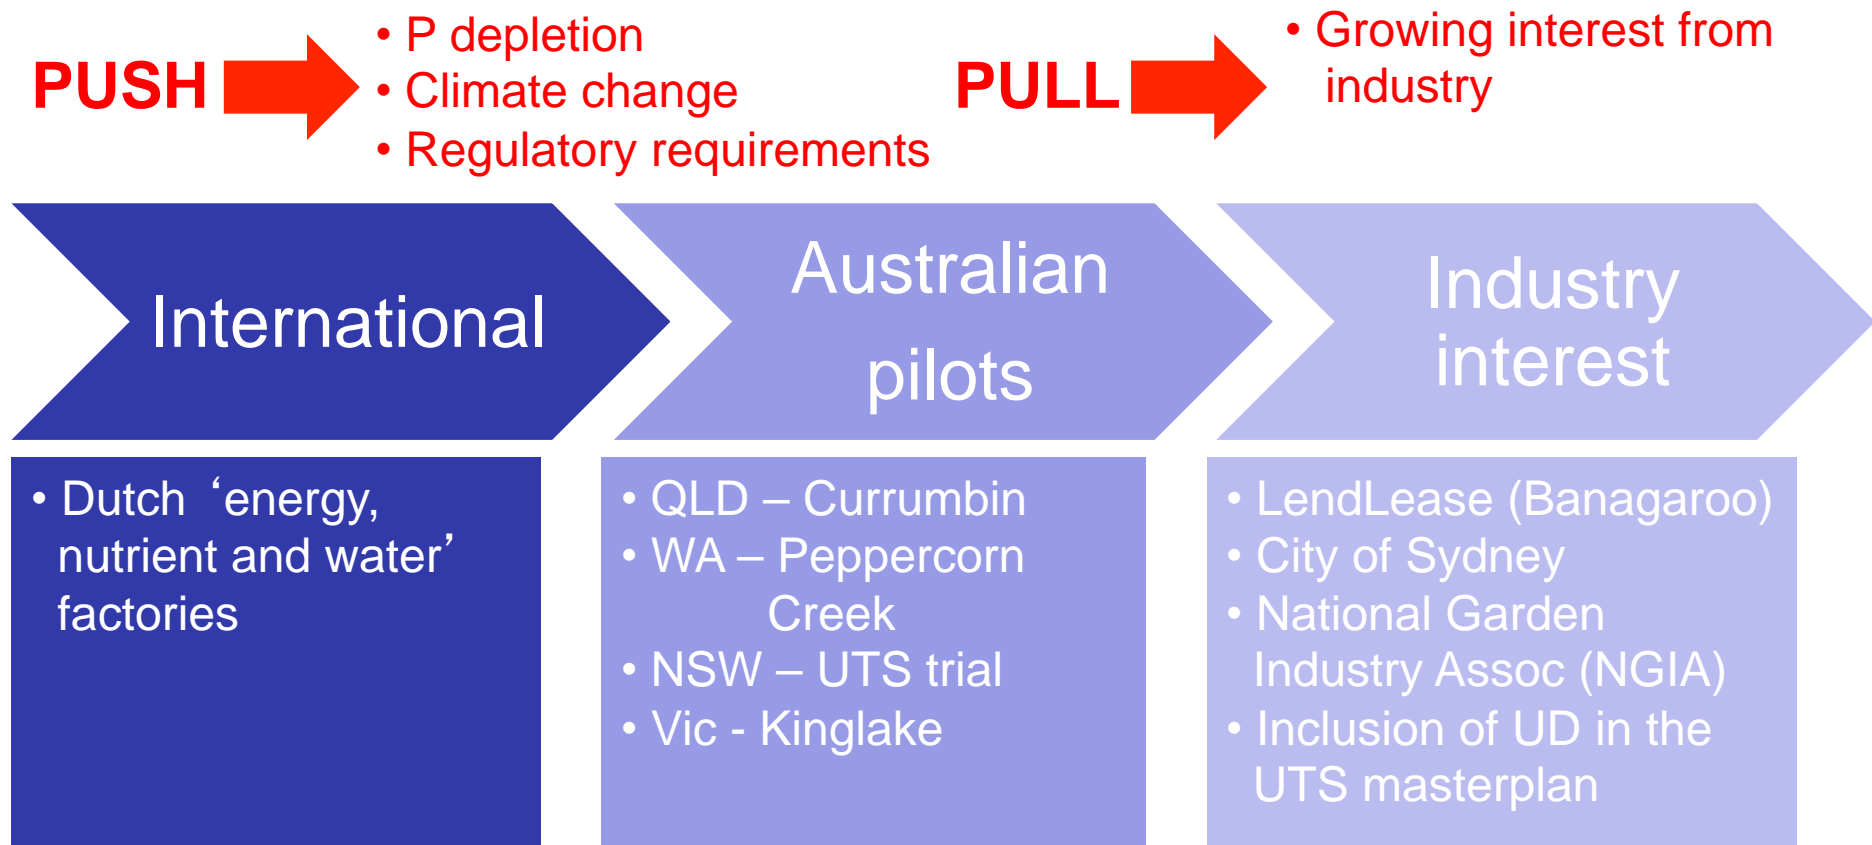 PUSH
• P depletion
• Climate change
• Regulatory requirements
PULL
• Growing interest from
industry
International
Australian
pilots
Industry
interest
• Dutch ‘energy,
nutrient and water’
factories
• QLD – Currumbin
• WA – Peppercorn
Creek
• NSW – UTS trial
• Vic - Kinglake
• LendLease (Banagaroo)
• City of Sydney
• National Garden
Industry Assoc (NGIA)
• Inclusion of UD in the
UTS masterplan